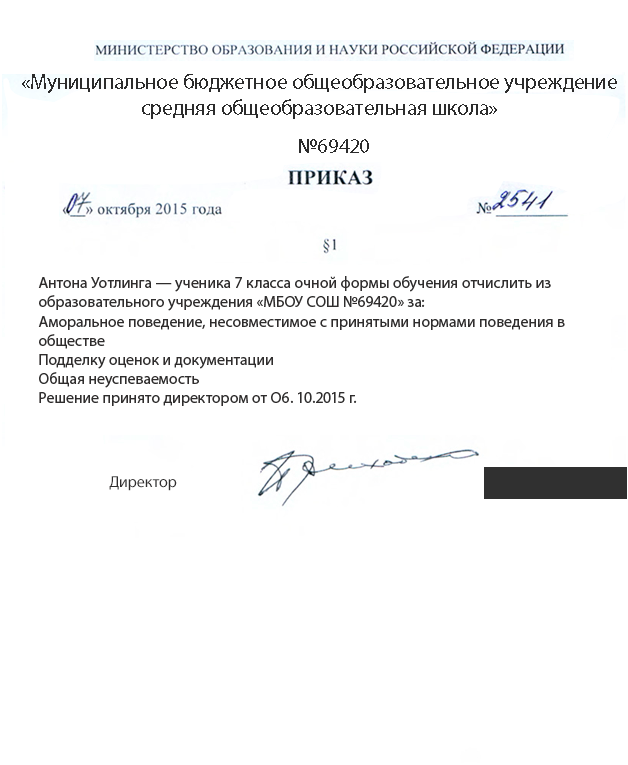 МИНИСТЕРСТВО ОБРАЗОВАНИЯ И НАУКИ РОССИЙСКОЙ ФЕДЕРАЦИИ
«Муниципальное бюджетное общеобразовательное учреждение
средняя общеобразовательная школа»
№69420
ПРИКАЗ
«07» октября 2015 года № 2541
§1
Антона Уотлинга — ученика 7 класса очной формы обучения отчислить из
образовательного учреждения «МБОУ СОШ №69420» за:
Аморальное поведение, несовместимое с принятыми нормами поведения в
обществе
Подделку оценок и документации
Общая неуспеваемость
Решение принято директором от О6. 10.2015 г.
Директор